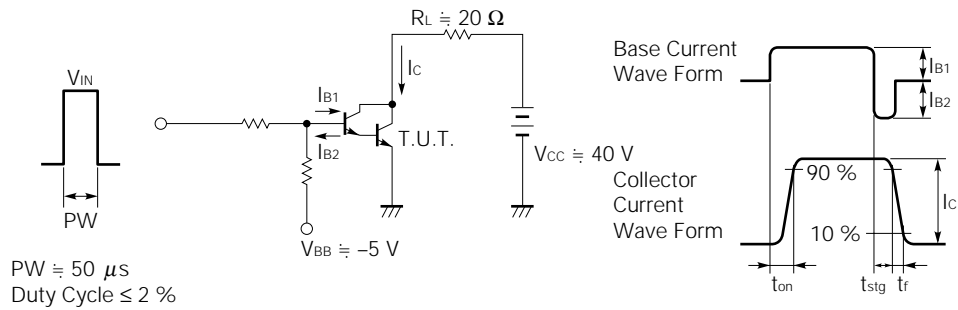 RL ≒ 20 Ω
VIN
IC
IB1
IB2
T.U.T.
VCC ≒ 40 V
PW
VBB ≒ –5 V
PW ≒ 50 μs
Duty Cycle ≤ 2 %
Base Current
Wave Form
IB1
IB2
Collector
Current
Wave Form
90 %
10 %
IC
ton
tstg
tf